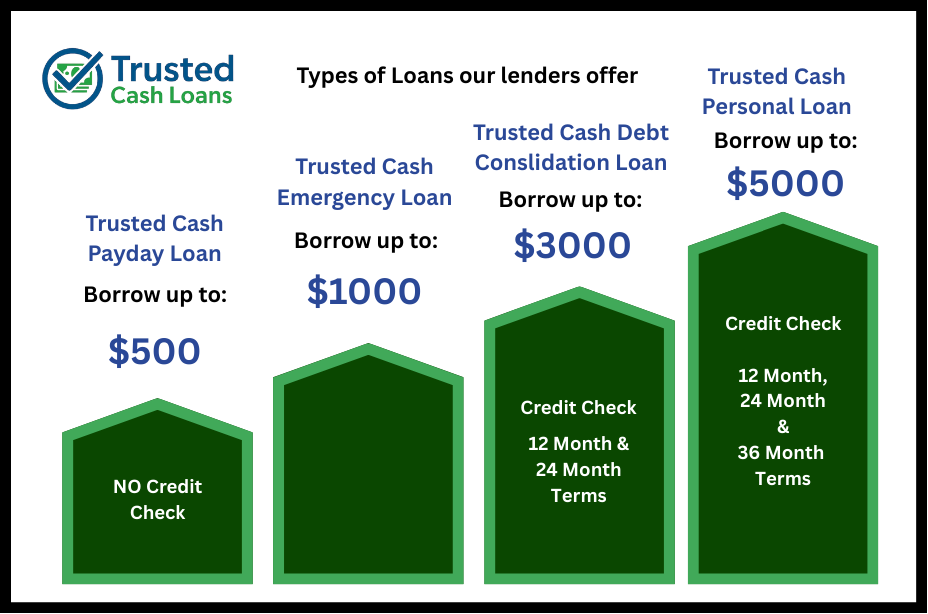 Trusted
Cash Loans
Types of Loans our lenders offer
Trusted Cash
Payday Loan
Borrow up to:
$500
NO Credit
Check
Trusted Cash
Emergency Loan
Borrow up to:
$1000
Trusted Cash Debt
Conslidation Loan
Borrow up to:
$3000
Credit Check
12 Month &
24 Month
Terms
Trusted Cash
Personal Loan
Borrow up to:
$5000
Credit Check
12 Month,
24 Month
&
36 Month
Terms